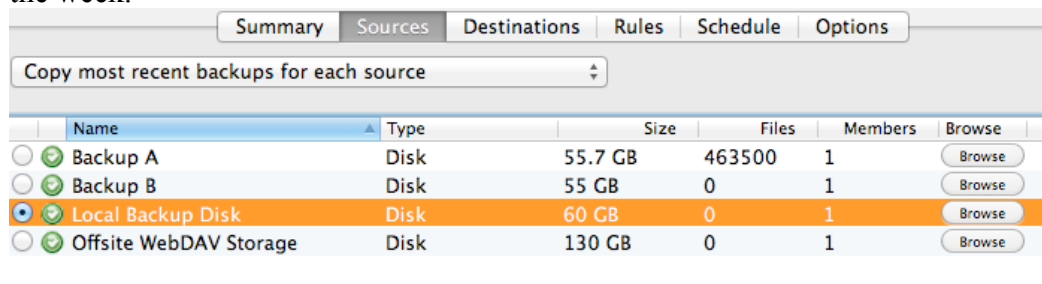 the week.
Summary Sources Destinations Rules Schedule Options
Copy most recent backups for each source
Name Type Size Files Members Browse
Backup A Disk 55.7 GB 463500 1 Browse
Backup B Disk 55 GB 0 1 Browse
Local Backup Disk Disk 60 GB 0 1 Browse
Offsite WebDAV Storage Disk 130 GB 0 1 Browse